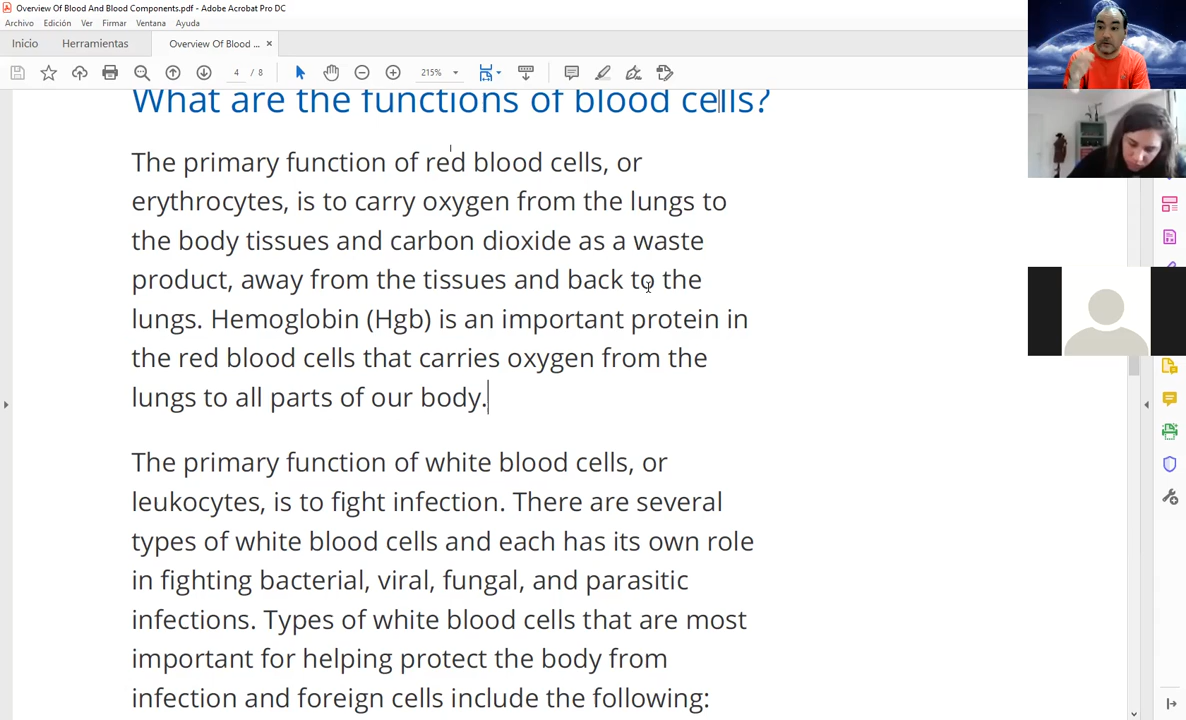 Overview Of Blood And Blood Components.pdf - Adobe Acrobat Pro DC
Archivo Edición Ver Firmar Ventana Ayuda
Inicio Herramientas Overview Of Blood ... ×
4 / 8 215%
What are the functions of blood cells?
The primary function of red blood cells, or
erythrocytes, is to carry oxygen from the lungs to
the body tissues and carbon dioxide as a waste
product, away from the tissues and back to the
lungs. Hemoglobin (Hgb) is an important protein in
the red blood cells that carries oxygen from the
lungs to all parts of our body.
The primary function of white blood cells, or
leukocytes, is to fight infection. There are several
types of white blood cells and each has its own role
in fighting bacterial, viral, fungal, and parasitic
infections. Types of white blood cells that are most
important for helping protect the body from
infection and foreign cells include the following: